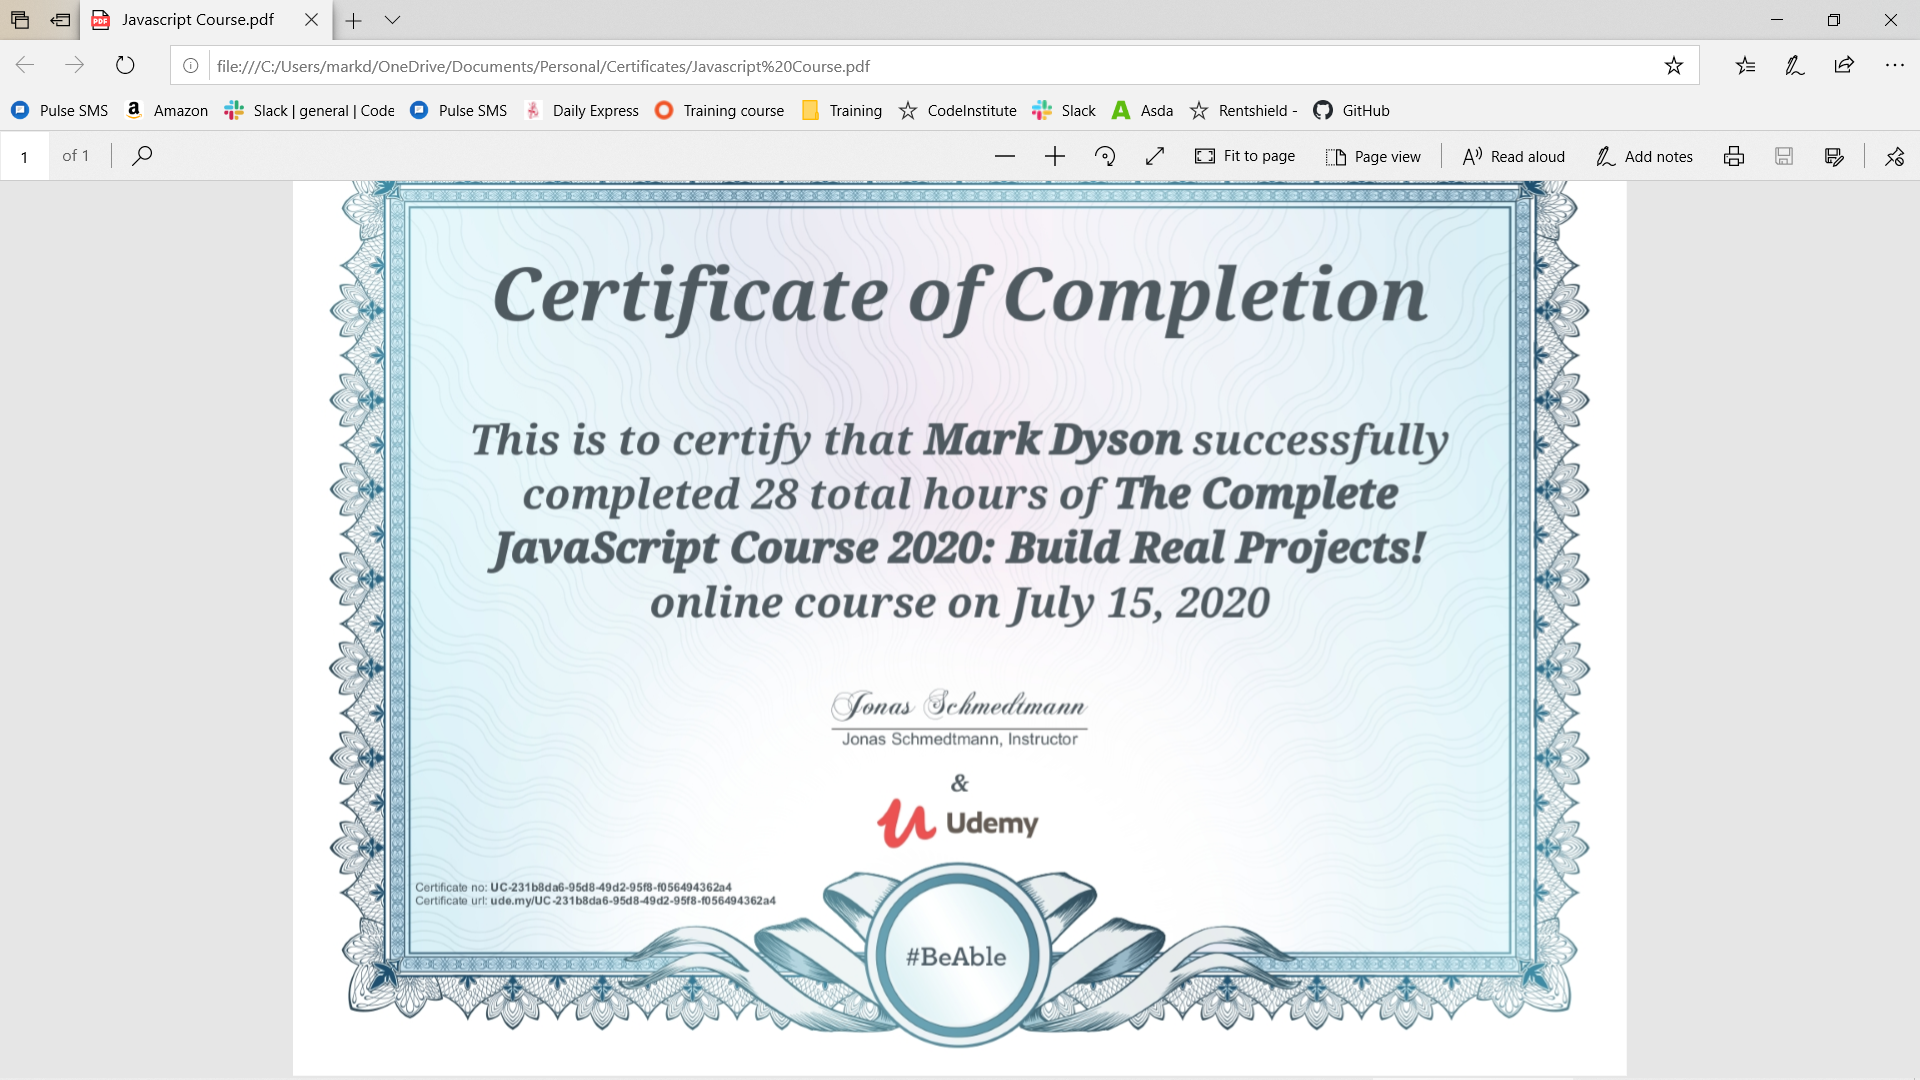 Javascript Course.pdf
file:///C:/Users/markd/OneDrive/Documents/Personal/Certificates/Javascript%20Course.pdf
Pulse SMS Amazon Slack | general | Code Pulse SMS Daily Express Training course Training CodeInstitute Slack Asda Rentshield - GitHub
1 of 1 Fit to page Page view Read aloud Add notes
Certificate of Completion
This is to certify that Mark Dyson successfully
completed 28 total hours of The Complete
JavaScript Course 2020: Build Real Projects!
online course on July 15, 2020
Jonas Schmedtmann
Jonas Schmedtmann, Instructor
&
Udemy
Certificate no: UC-231b8da6-95d8-49d2-95f8-f056494362a4
Certificate url: ude.my/UC-231b8da6-95d8-49d2-95f8-f056494362a4
#BeAble